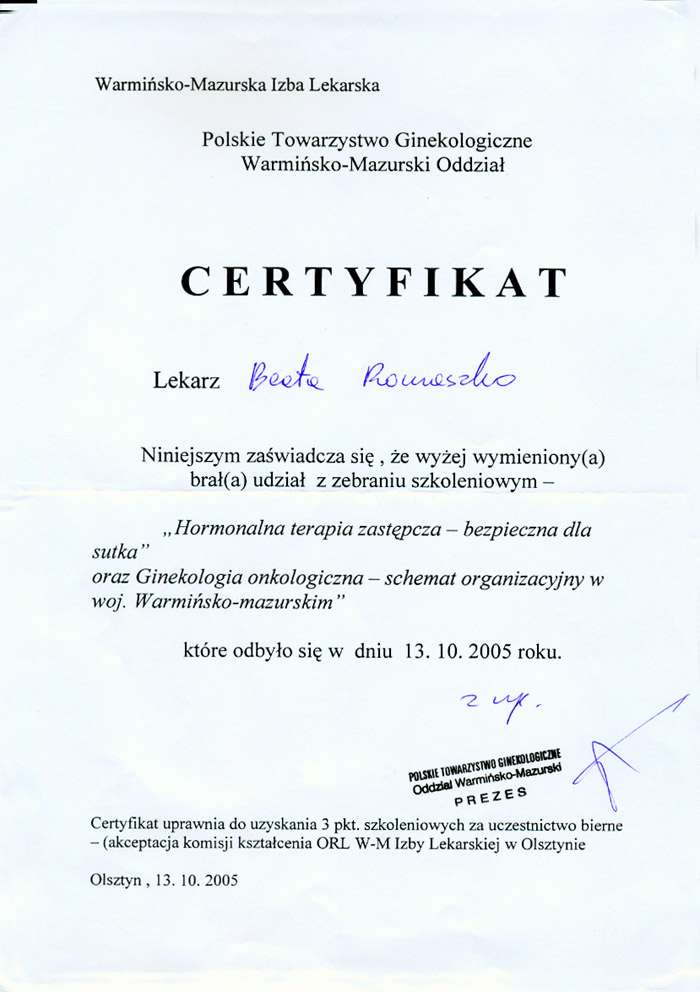 Warmińsko-Mazurska Izba Lekarska
Polskie Towarzystwo Ginekologiczne
Warmińsko-Mazurski Oddział
CERTYFIKAT
Lekarz Beata Romaszko
Niniejszym zaświadcza się , że wyżej wymieniony(a)
brał(a) udział z zebraniu szkoleniowym –
„Hormonalna terapia zastępcza – bezpieczna dla
sutka”
oraz Ginekologia onkologiczna – schemat organizacyjny w
woj. Warmińsko-mazurskim”
które odbyło się w dniu 13. 10. 2005 roku.
z up.
POLSKIE TOWARZYSTWO GINEKOLOGICZNE
Oddział Warmińsko-Mazurski
PREZES
Certyfikat uprawnia do uzyskania 3 pkt. szkoleniowych za uczestnictwo bierne
– (akceptacja komisji kształcenia ORL W-M Izby Lekarskiej w Olsztynie
Olsztyn , 13. 10. 2005